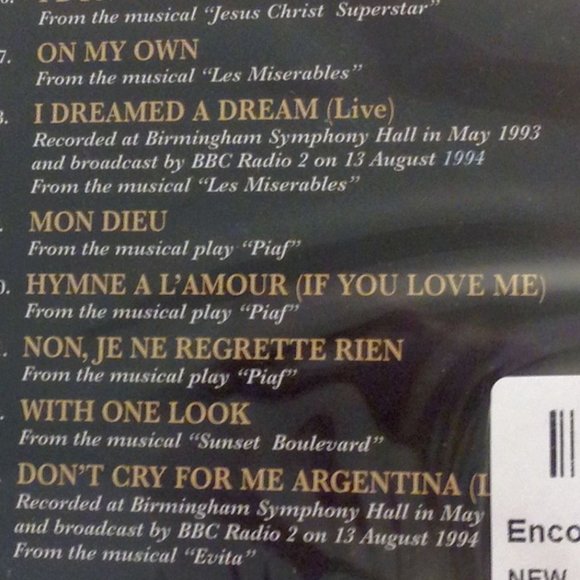 From the musical "Jesus Christ Superstar"
7. ON MY OWN
From the musical "Les Miserables"
I DREAMED A DREAM (Live)
Recorded at Birmingham Symphony Hall in May 1993
and broadcast by BBC Radio 2 on 13 August 1994
From the musical "Les Miserables"
MON DIEU
From the musical play "Piaf"
0. HYMNE A L'AMOUR (IF YOU LOVE ME)
From the musical play "Piaf"
NON, JE NE REGRETTE RIEN
From the musical play "Piaf"
WITH ONE LOOK
From the musical "Sunset Boulevard"
DON'T CRY FOR ME ARGENTINA (L
Recorded at Birmingham Symphony Hall in May
and broadcast by BBC Radio 2 on 13 August 1994
From the musical "Evita"
Enco
NEW